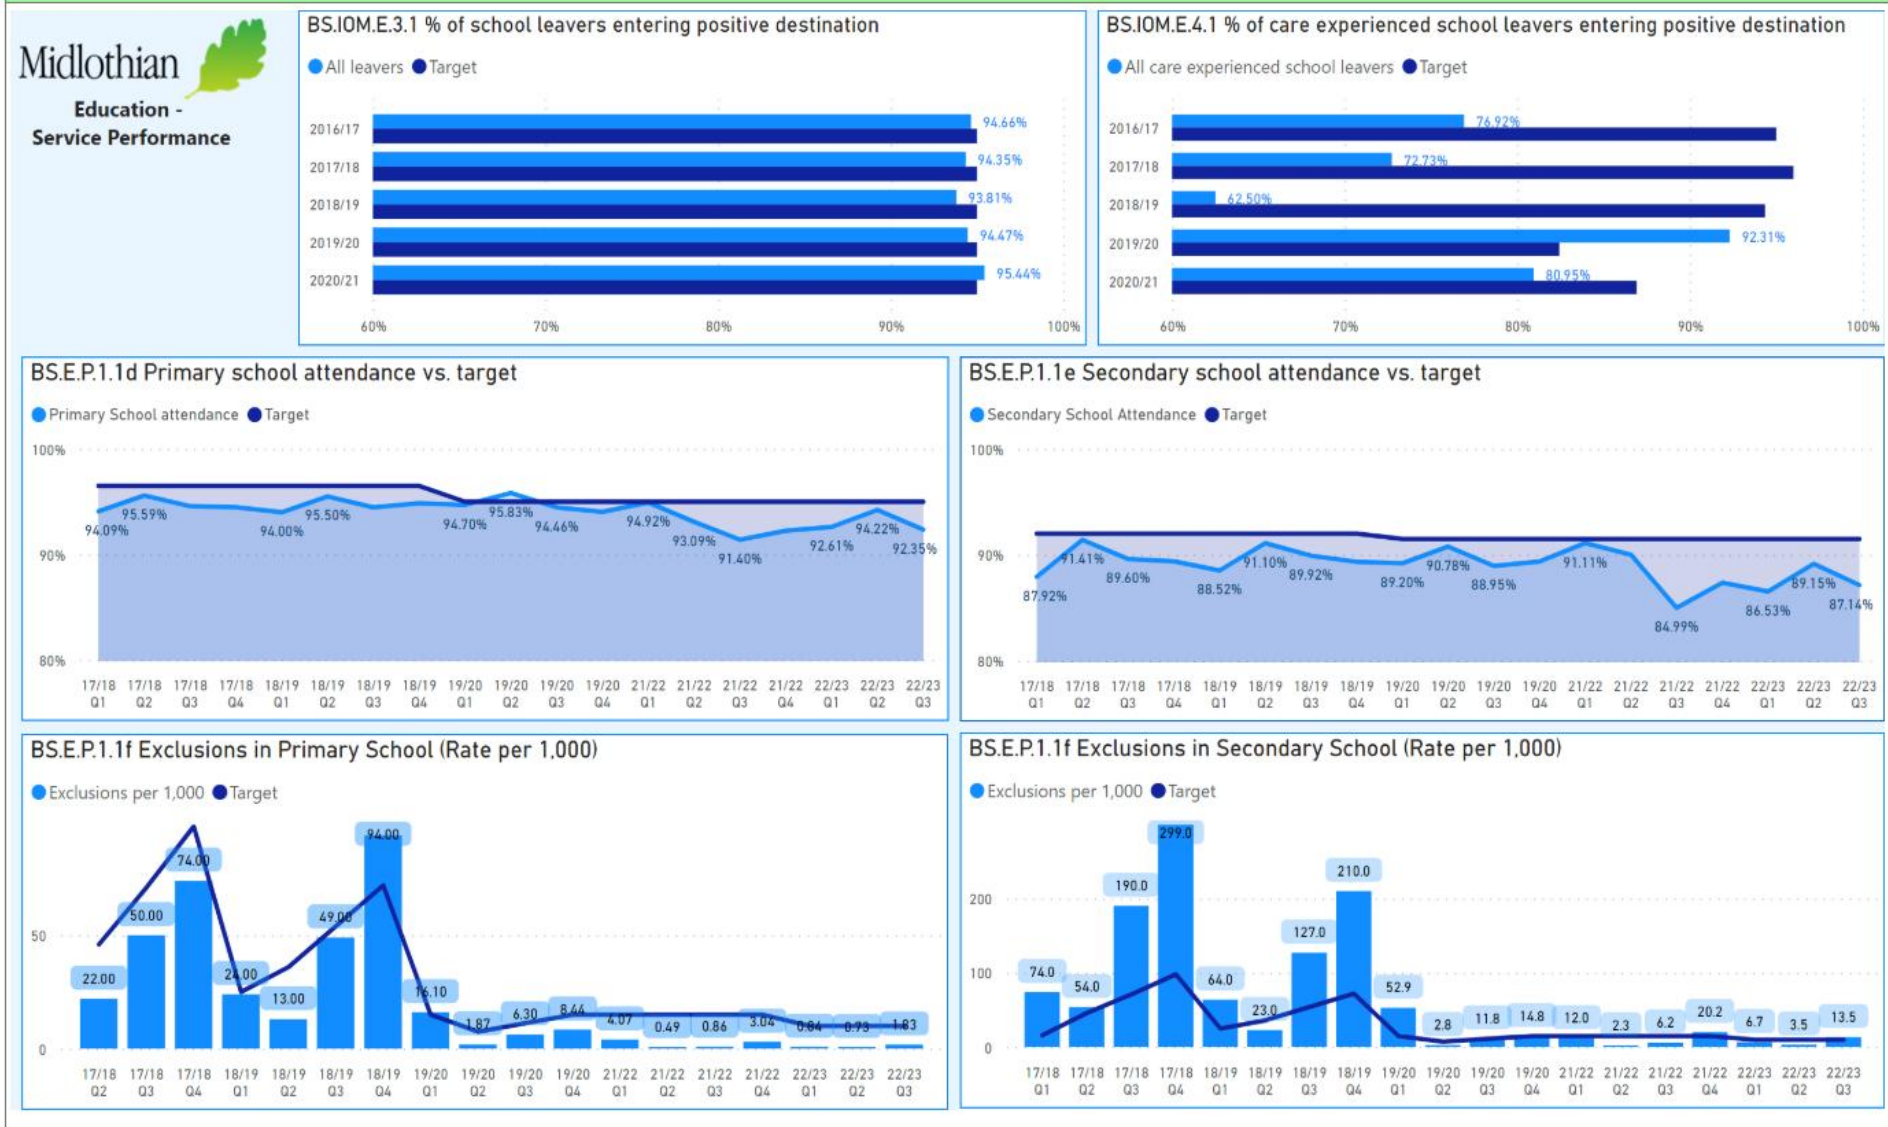 Midlothian
Education -
Service Performance
BS.IOM.E.3.1 % of school leavers entering positive destination
All leavers Target
2016/17 94.66%
2017/18 94.35%
2018/19 93.81%
2019/20 94.47%
2020/21 95.44%
60% 70% 80% 90% 100%
BS.IOM.E.4.1 % of care experienced school leavers entering positive destination
All care experienced school leavers Target
2016/17 76.92%
2017/18 72.73%
2018/19 62.50%
2019/20 92.31%
2020/21 80.95%
60% 70% 80% 90% 100%
BS.E.P.1.1d Primary school attendance vs. target
Primary School attendance Target
100%
90%
80%
94.09% 95.59% 94.00% 95.50% 94.70% 95.83% 94.46% 94.92% 93.09% 91.40% 92.61% 94.22% 92.35%
17/18 17/18 17/18 17/18 18/19 18/19 18/19 18/19 19/20 19/20 19/20 19/20 21/22 21/22 21/22 21/22 22/23 22/23 22/23
Q1 Q2 Q3 Q4 Q1 Q2 Q3 Q4 Q1 Q2 Q3 Q4 Q1 Q2 Q3 Q4 Q1 Q2 Q3
BS.E.P.1.1e Secondary school attendance vs. target
Secondary School Attendance Target
100%
90%
80%
87.92% 91.41% 89.60% 88.52% 91.10% 89.92% 89.20% 90.78% 88.95% 91.11% 84.99% 86.53% 89.15% 87.14%
17/18 17/18 17/18 17/18 18/19 18/19 18/19 18/19 19/20 19/20 19/20 19/20 21/22 21/22 21/22 21/22 22/23 22/23 22/23
Q1 Q2 Q3 Q4 Q1 Q2 Q3 Q4 Q1 Q2 Q3 Q4 Q1 Q2 Q3 Q4 Q1 Q2 Q3
BS.E.P.1.1f Exclusions in Primary School (Rate per 1,000)
Exclusions per 1,000 Target
50
0
22.00 50.00 74.00 24.00 13.00 49.00 94.00 16.10 1.87 6.30 8.44 4.07 0.49 0.86 3.04 0.84 0.73 1.83
17/18 17/18 17/18 18/19 18/19 18/19 18/19 19/20 19/20 19/20 19/20 21/22 21/22 21/22 21/22 22/23 22/23 22/23
Q2 Q3 Q4 Q1 Q2 Q3 Q4 Q1 Q2 Q3 Q4 Q1 Q2 Q3 Q4 Q1 Q2 Q3
BS.E.P.1.1f Exclusions in Secondary School (Rate per 1,000)
Exclusions per 1,000 Target
200
100
0
74.0 54.0 190.0 299.0 64.0 23.0 127.0 210.0 52.9 2.8 11.8 14.8 12.0 2.3 6.2 20.2 6.7 3.5 13.5
17/18 17/18 17/18 17/18 18/19 18/19 18/19 18/19 19/20 19/20 19/20 19/20 21/22 21/22 21/22 21/22 22/23 22/23 22/23
Q1 Q2 Q3 Q4 Q1 Q2 Q3 Q4 Q1 Q2 Q3 Q4 Q1 Q2 Q3 Q4 Q1 Q2 Q3